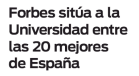 Forbes sitúa a la
Universidad entre
las 20 mejores
de España